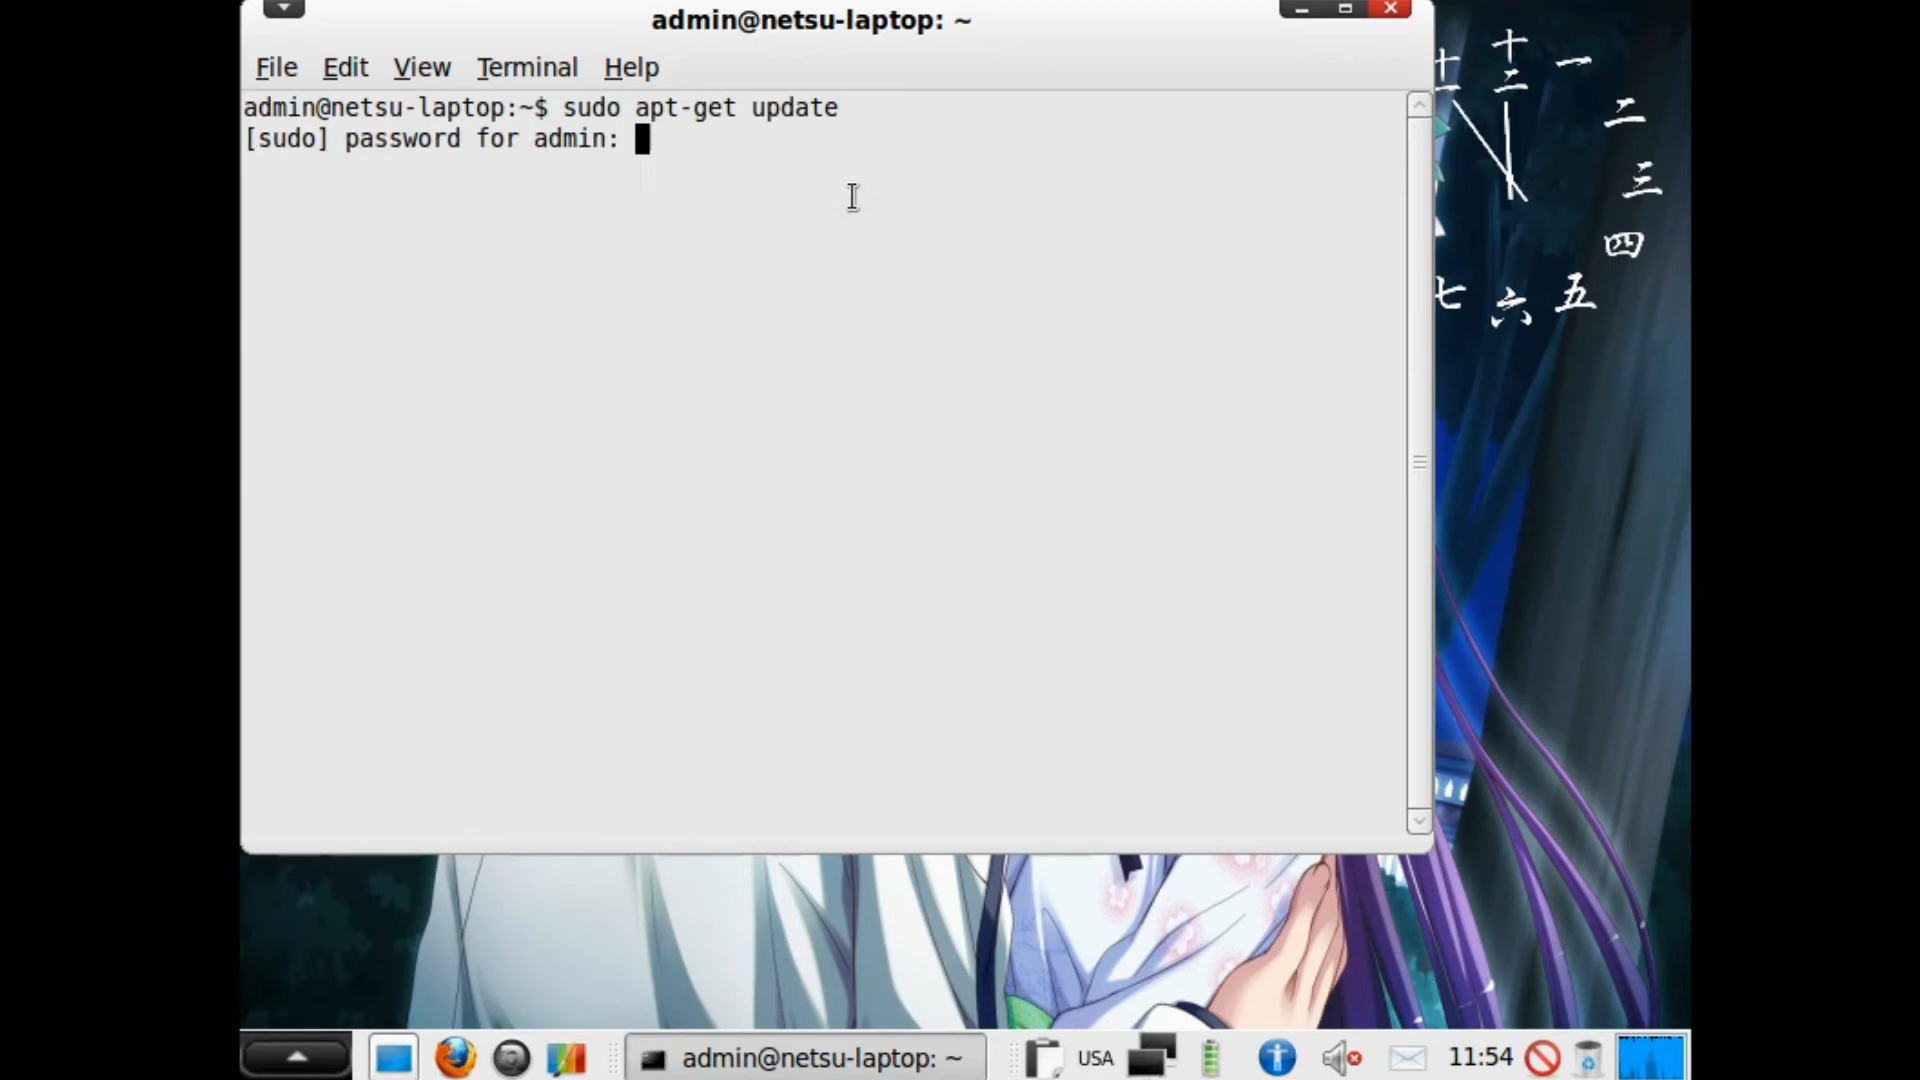 admin@netsu-laptop: ~
File Edit View Terminal Help
admin@netsu-laptop:~$ sudo apt-get update
[sudo] password for admin:
十二
一
二
三
四
五
六
七
admin@netsu-laptop: ~
USA
11:54